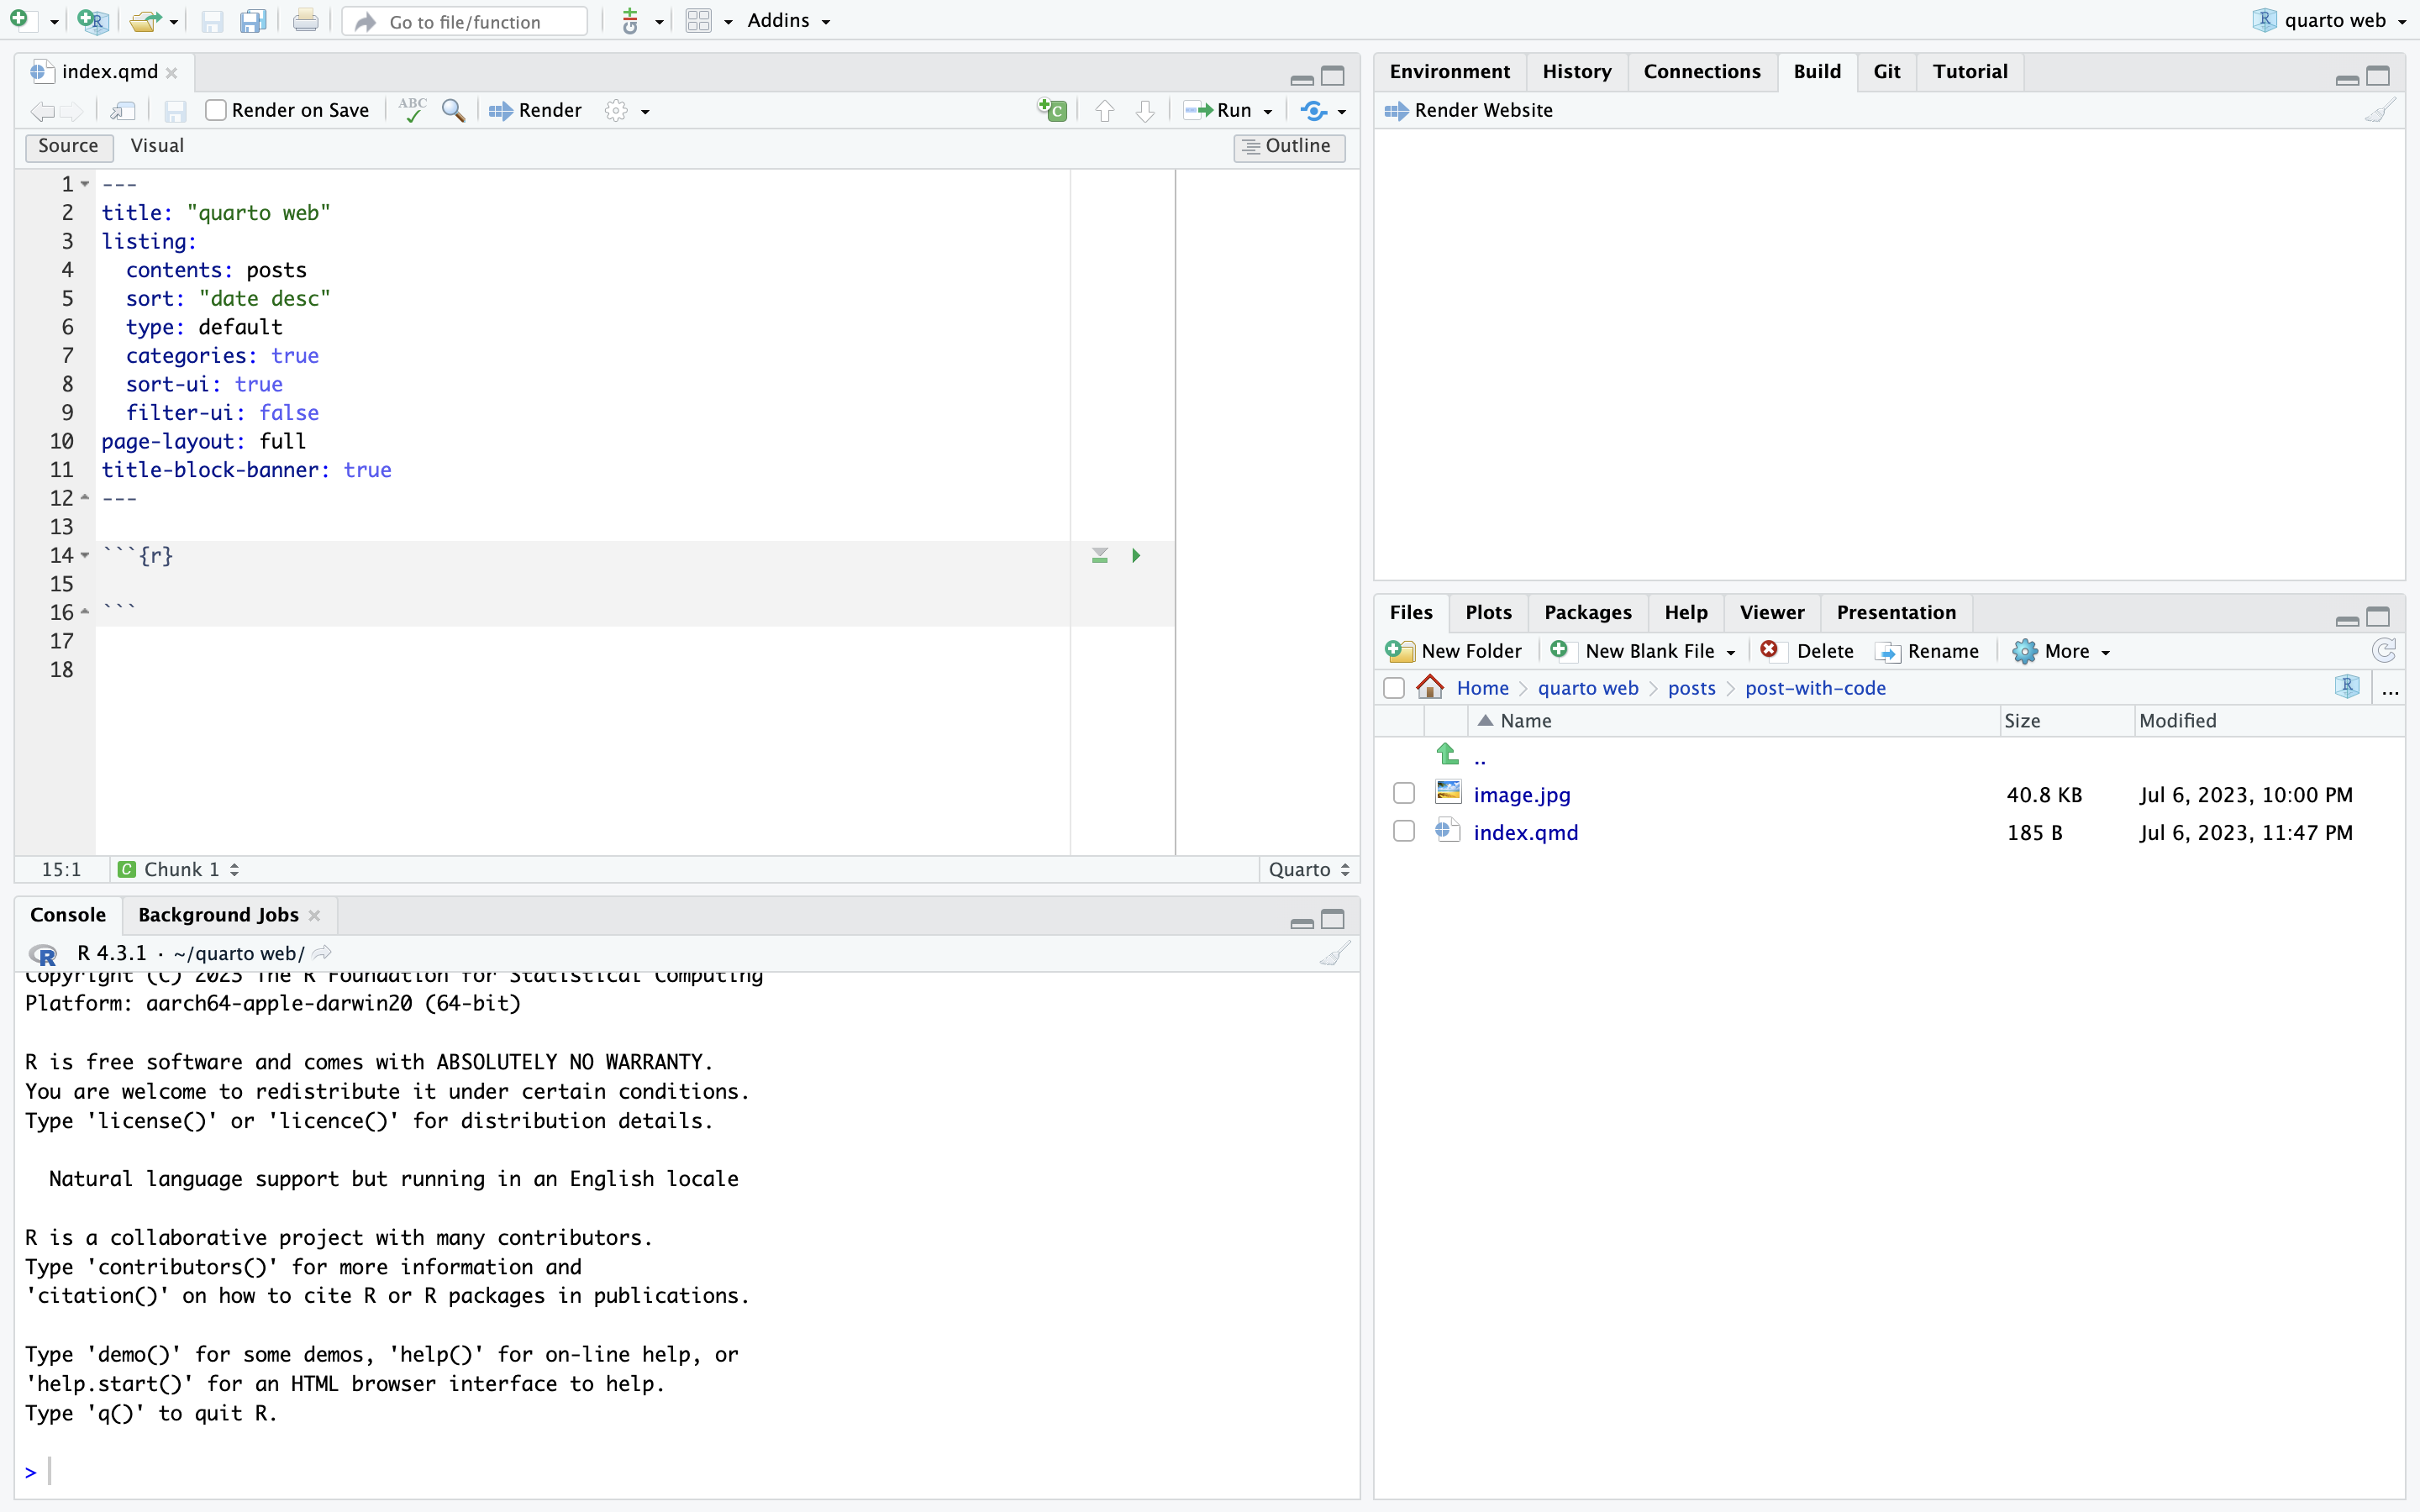 Go to file/function
Addins
quarto web
index.qmd
Render on Save
ABC
Render
Run
Source
Visual
Outline
1 ---
2 title: "quarto web"
3 listing:
4   contents: posts
5   sort: "date desc"
6   type: default
7   categories: true
8   sort-ui: true
9   filter-ui: false
10 page-layout: full
11 title-block-banner: true
12 ---
13
14 ```{r}
15
16 ```
17
18
15:1
C Chunk 1
Quarto
Console
Background Jobs
R 4.3.1 · ~/quarto web/
Copyright (C) 2023 The R Foundation for Statistical Computing
Platform: aarch64-apple-darwin20 (64-bit)
R is free software and comes with ABSOLUTELY NO WARRANTY.
You are welcome to redistribute it under certain conditions.
Type 'license()' or 'licence()' for distribution details.
Natural language support but running in an English locale
R is a collaborative project with many contributors.
Type 'contributors()' for more information and
'citation()' on how to cite R or R packages in publications.
Type 'demo()' for some demos, 'help()' for on-line help, or
'help.start()' for an HTML browser interface to help.
Type 'q()' to quit R.
>
Environment
History
Connections
Build
Git
Tutorial
Render Website
Files
Plots
Packages
Help
Viewer
Presentation
New Folder
New Blank File
Delete
Rename
More
Home
quarto web
posts
post-with-code
...
Name
Size
Modified
..
image.jpg 40.8 KB Jul 6, 2023, 10:00 PM
index.qmd 185 B Jul 6, 2023, 11:47 PM